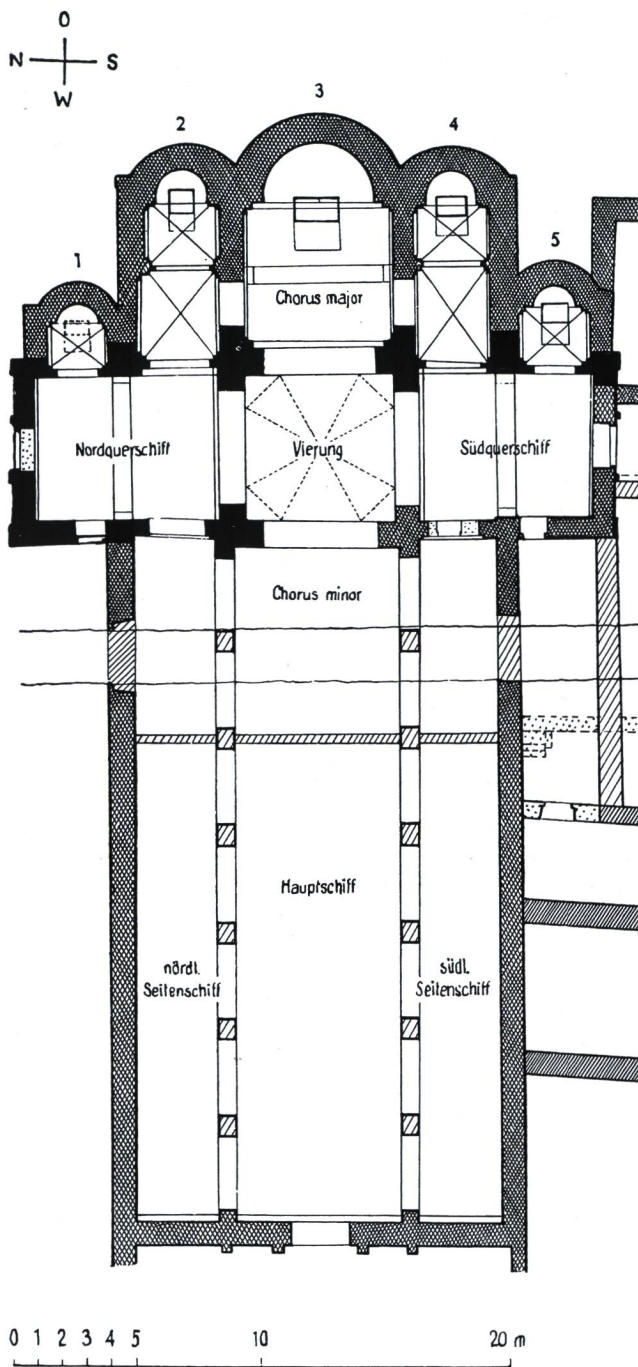 O
N S
W
3
2 4
1 5
Chorus major
Nordquerschiff Vierung Südquerschiff
Chorus minor
Hauptschiff
nördl.
Seitenschiff
südl.
Seitenschiff
0 1 2 3 4 5 10 20 m